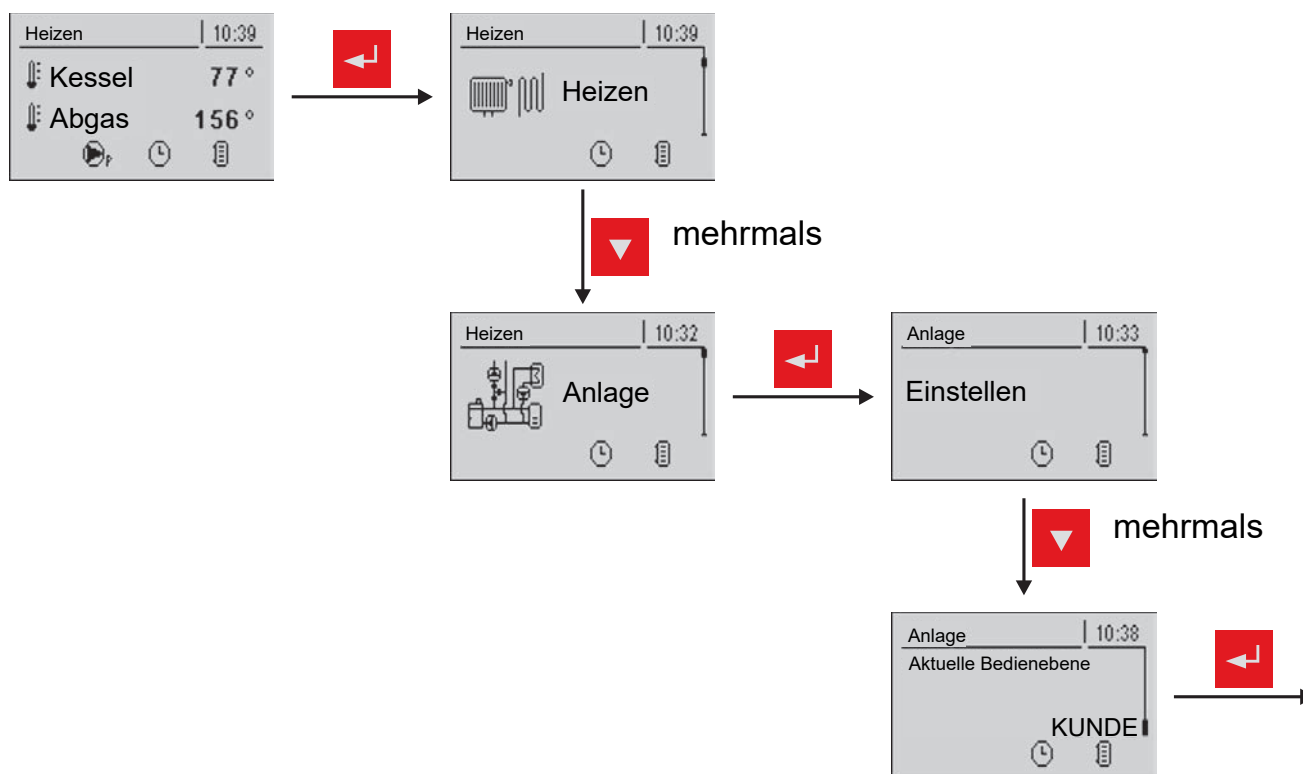 Heizen 10:39
Kessel 77°
Abgas 156°
P
Heizen 10:39
Heizen
mehrmals
Heizen 10:32
Anlage
Anlage 10:33
Einstellen
mehrmals
Anlage 10:38
Aktuelle Bedienebene
KUNDE